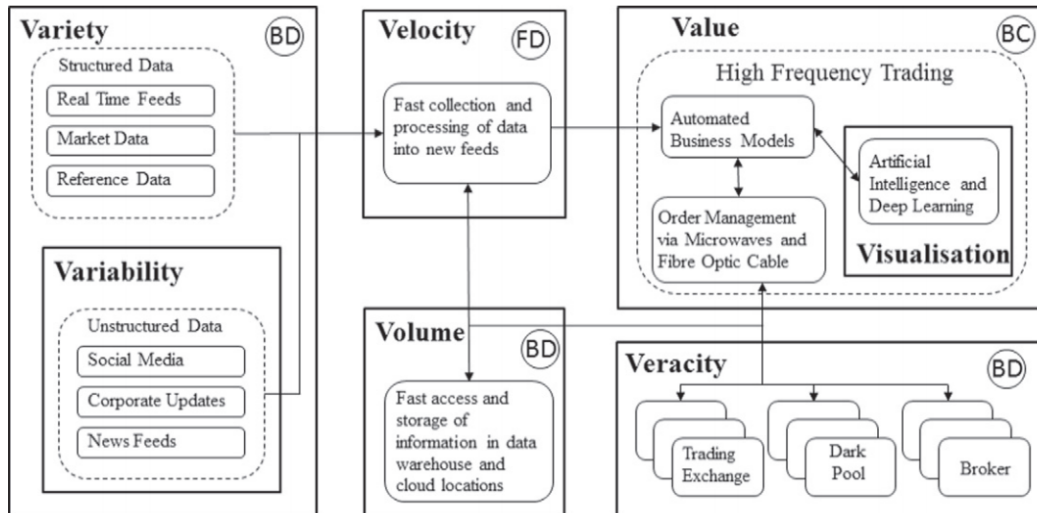 Variety
BD
Structured Data
Real Time Feeds
Market Data
Reference Data
Variability
Unstructured Data
Social Media
Corporate Updates
News Feeds
Velocity
FD
Fast collection and
processing of data
into new feeds
Volume
BD
Fast access and
storage of
information in data
warehouse and
cloud locations
Value
BC
High Frequency Trading
Automated
Business Models
Order Management
via Microwaves and
Fibre Optic Cable
Artificial
Intelligence and
Deep Learning
Visualisation
Veracity
BD
Trading
Exchange
Dark
Pool
Broker